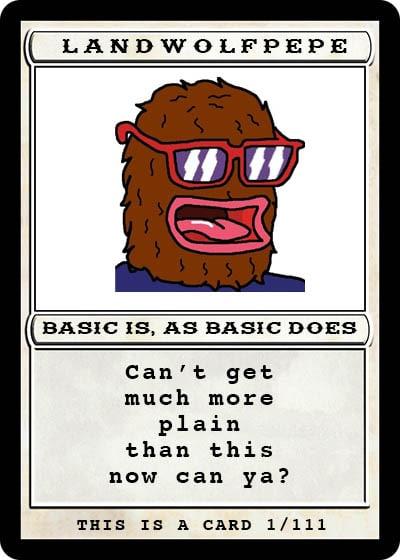 LANDWOLFPEPE
BASIC IS, AS BASIC DOES
Can't get
much more
plain
than this
now can ya?
THIS IS A CARD 1/111